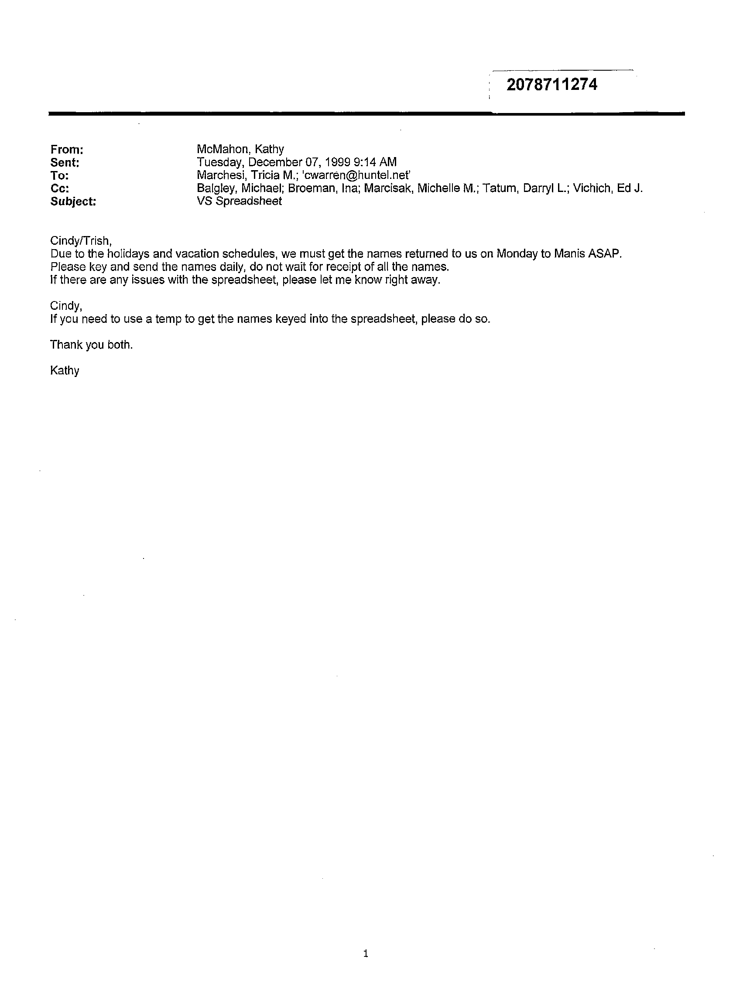 2078711274
From: McMahon, Kathy
Sent: Tuesday, December 07, 1999 9:14 AM
To: Marchesi, Tricia M.; 'cwarren@huntel.net'
Cc: Balgley, Michael; Broeman, Ina; Marcisak, Michelle M.; Tatum, Darryl L.; Vichich, Ed J.
Subject: VS Spreadsheet
Cindy/Trish,
Due to the holidays and vacation schedules, we must get the names returned to us on Monday to Manis ASAP.
Please key and send the names daily, do not wait for receipt of all the names.
If there are any issues with the spreadsheet, please let me know right away.
Cindy,
If you need to use a temp to get the names keyed into the spreadsheet, please do so.
Thank you both.
Kathy
1